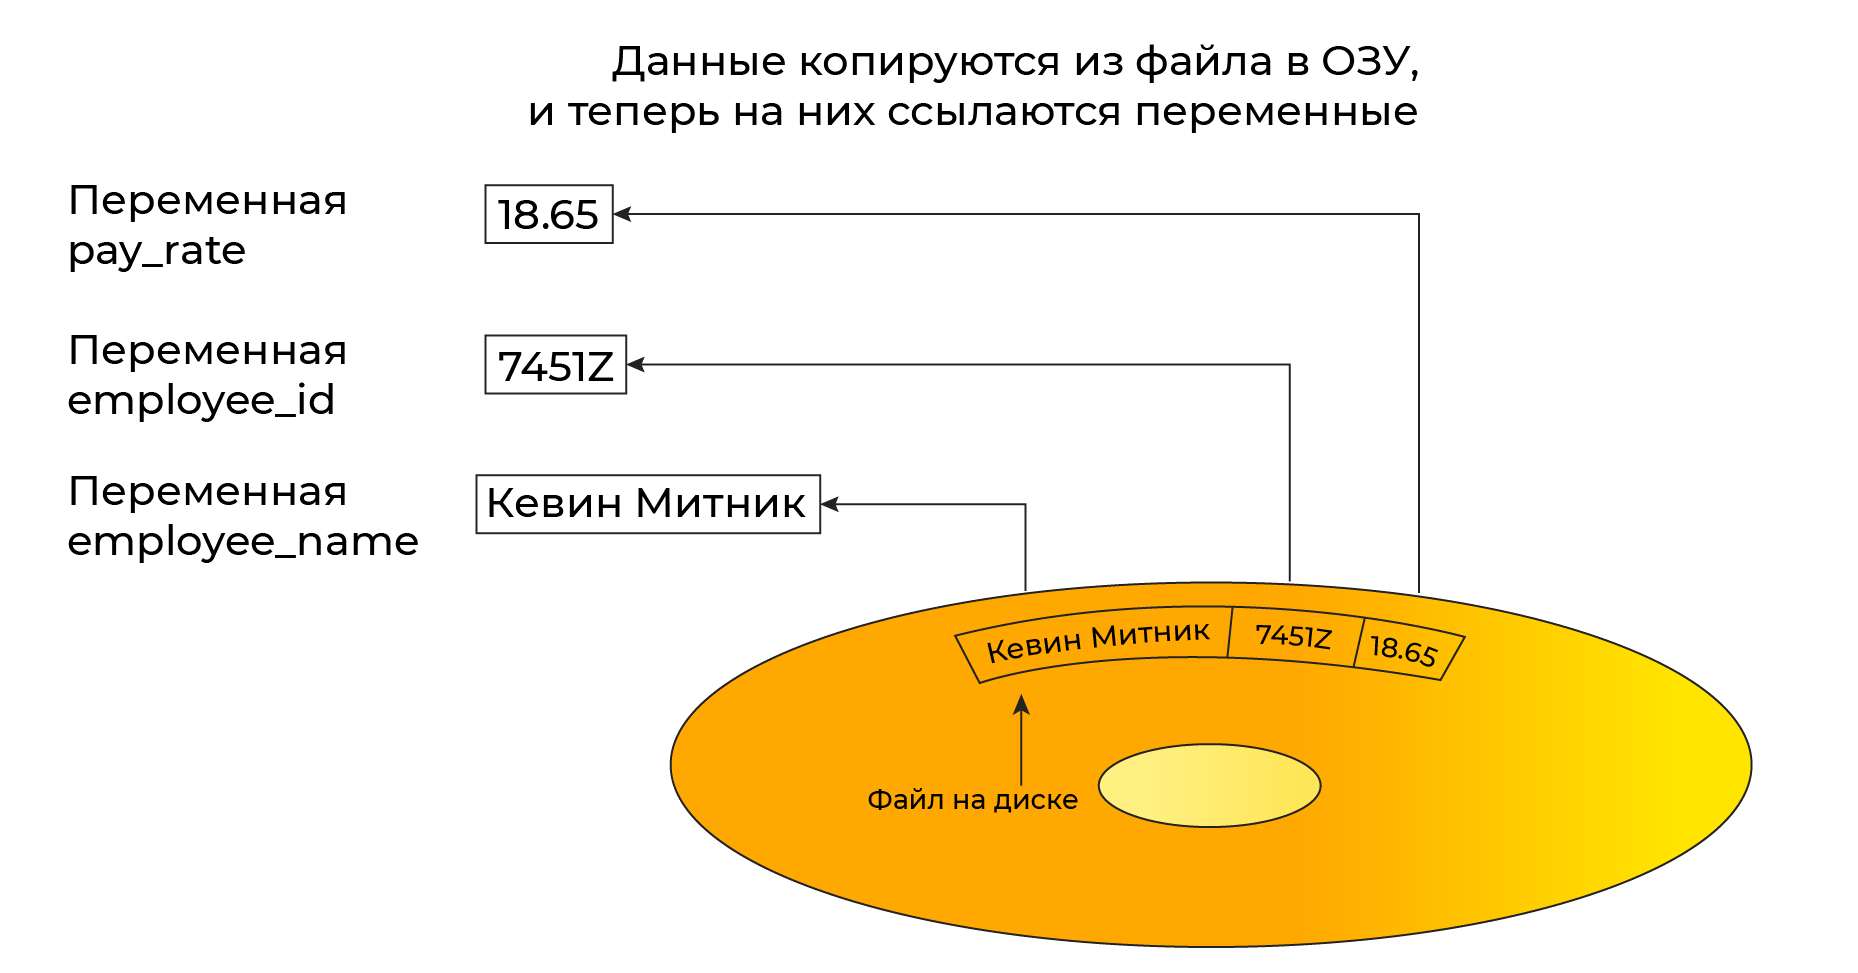 Данные копируются из файла в ОЗУ,
и теперь на них ссылаются переменные
Переменная
pay_rate
18.65
Переменная
employee_id
7451Z
Переменная
employee_name
Кевин Митник
Кевин Митник
7451Z
18.65
Файл на диске